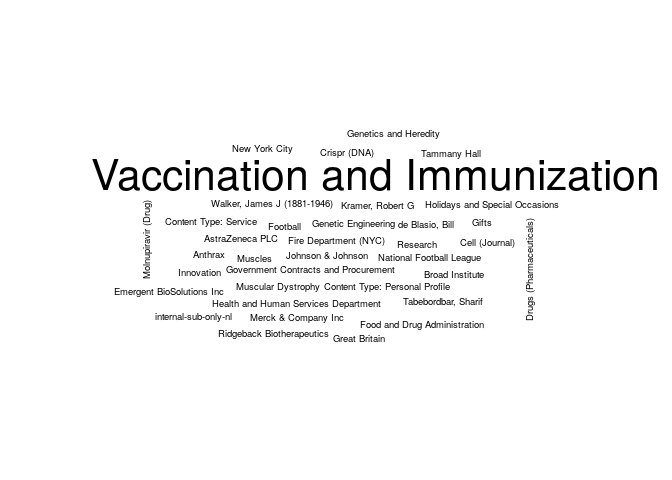 Genetics and Heredity
New York City
Crispr (DNA)
Tammany Hall
Vaccination and Immunization
Walker, James J (1881-1946)
Kramer, Robert G
Holidays and Special Occasions
Molnupiravir (Drug)
Content Type: Service
Football
Genetic Engineering
de Blasio, Bill
Gifts
Drugs (Pharmaceuticals)
AstraZeneca PLC
Fire Department (NYC)
Research
Cell (Journal)
Anthrax
Muscles
Johnson & Johnson
National Football League
Innovation
Government Contracts and Procurement
Broad Institute
Emergent BioSolutions Inc
Muscular Dystrophy
Content Type: Personal Profile
Health and Human Services Department
Tabebordbar, Sharif
internal-sub-only-nl
Merck & Company Inc
Food and Drug Administration
Ridgeback Biotherapeutics
Great Britain